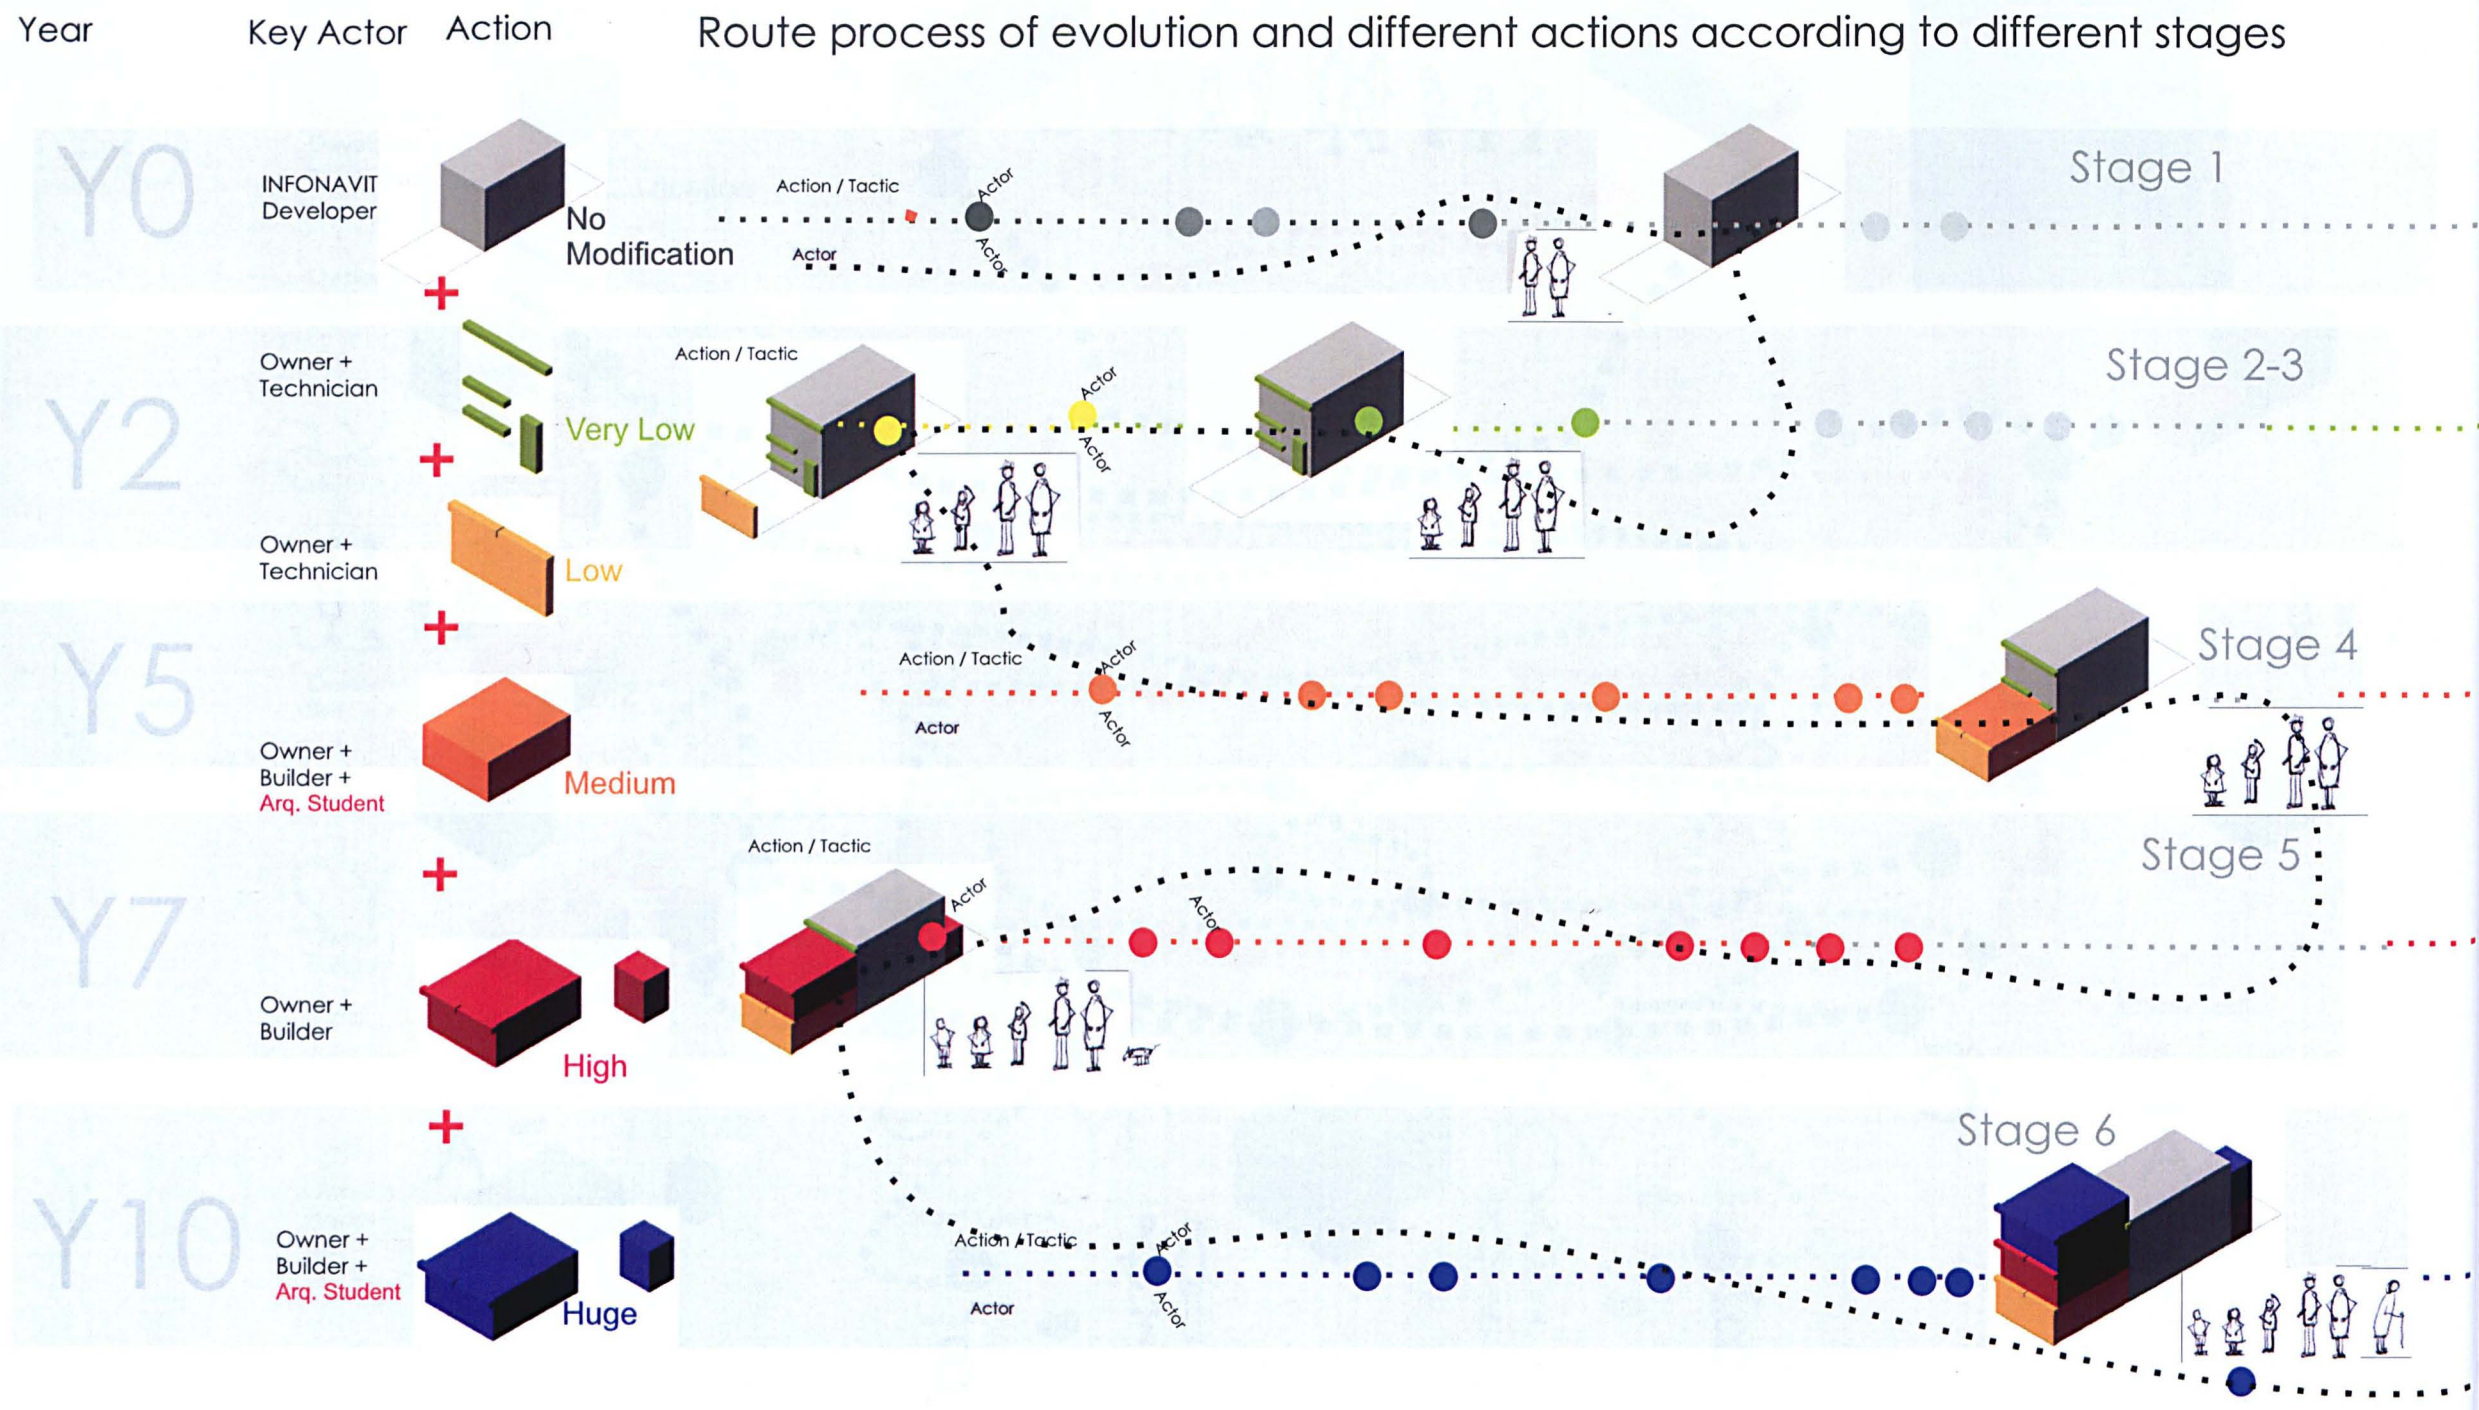 Year Key Actor Action Route process of evolution and different actions according to different stages
Y0
INFONAVIT
Developer
No
Modification
Action / Tactic
Actor
Actor
Actor
Stage 1
Y2
Owner +
Technician
Very Low
Action / Tactic
Actor
Actor
Stage 2-3
Owner +
Technician
Low
Y5
Owner +
Builder +
Arq. Student
Medium
Action / Tactic
Actor
Actor
Actor
Stage 4
Y7
Owner +
Builder
High
Action / Tactic
Actor
Actor
Stage 5
Y10
Owner +
Builder +
Arq. Student
Huge
Action / Tactic
Actor
Actor
Actor
Stage 6